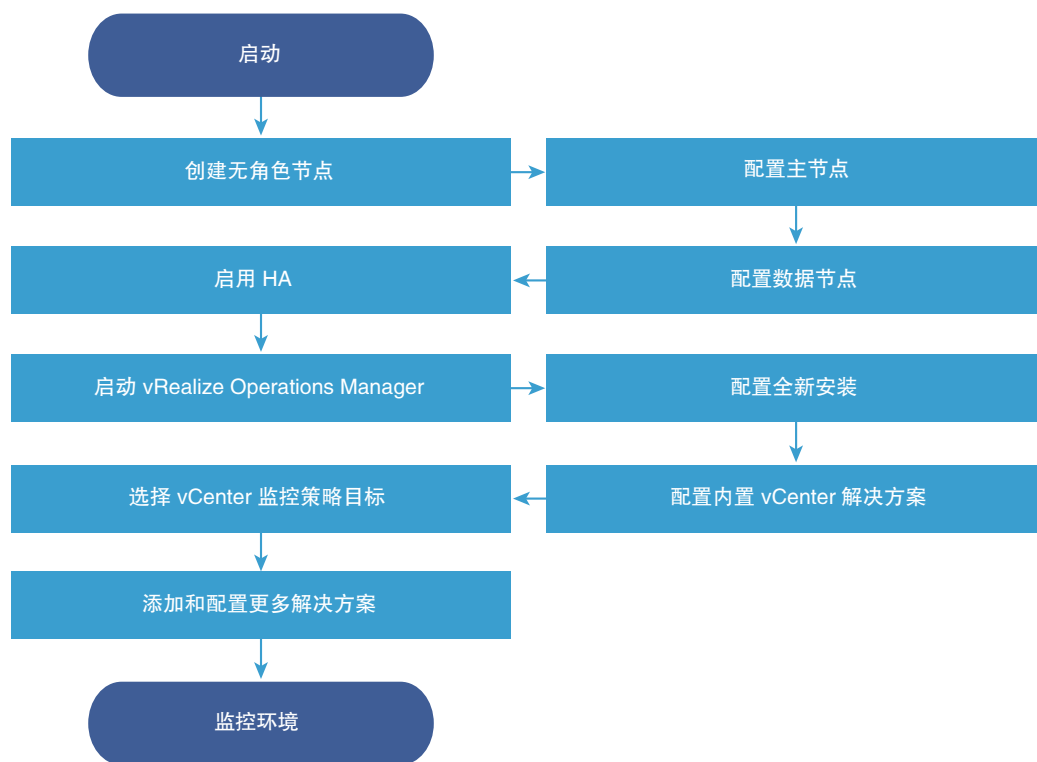 启动
创建无角色节点
配置主节点
配置数据节点
启用 HA
启动 vRealize Operations Manager
配置全新安装
配置内置 vCenter 解决方案
选择 vCenter 监控策略目标
添加和配置更多解决方案
监控环境